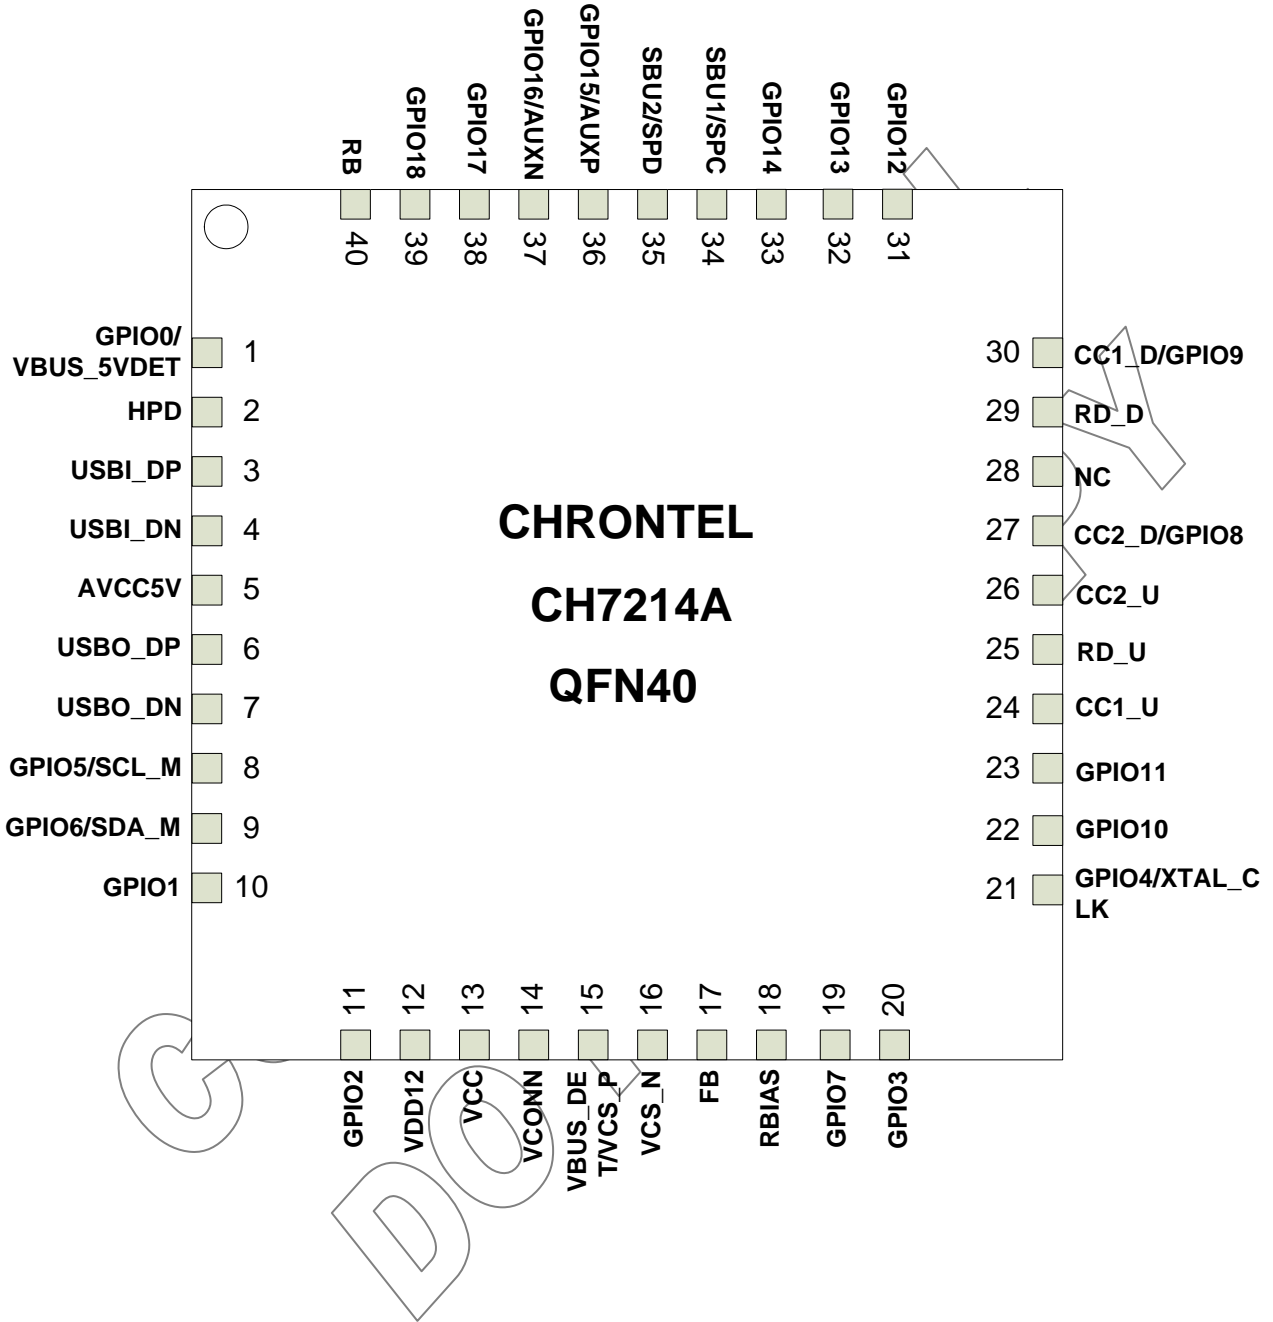 RB
GPIO18
GPIO17
GPIO16/AUXN
GPIO15/AUXP
SBU2/SPD
SBU1/SPC
GPIO14
GPIO13
GPIO12
40
39
38
37
36
35
34
33
32
31
GPIO0/
VBUS_5VDET
1
HPD
2
USBI_DP
3
USBI_DN
4
AVCC5V
5
USBO_DP
6
USBO_DN
7
GPIO5/SCL_M
8
GPIO6/SDA_M
9
GPIO1
10
CHRONTEL
CH7214A
QFN40
30
CC1_D/GPIO9
29
RD_D
28
NC
27
CC2_D/GPIO8
26
CC2_U
25
RD_U
24
CC1_U
23
GPIO11
22
GPIO10
21
GPIO4/XTAL_C
LK
11
12
13
14
15
16
17
18
19
20
GPIO2
VDD12
VCC
VCONN
VBUS_DE
T/VCS_P
VCS_N
FB
RBIAS
GPIO7
GPIO3